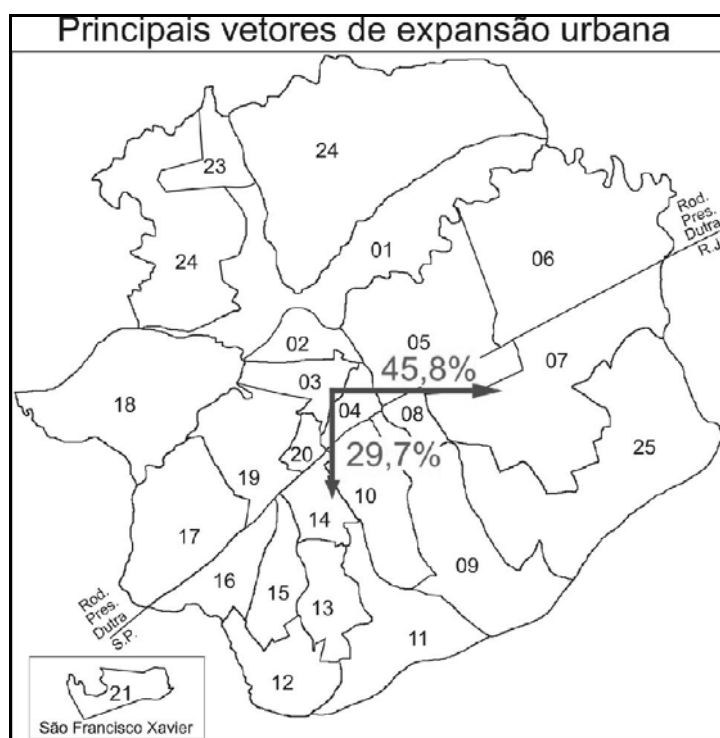 Principais vetores de expansão urbana
24
23
01
Rod.
Pres.
Dutra
R.J.
06
24
02
05
03
45,8%
07
18
04
08
20
29,7%
25
19
10
14
17
09
16
15
13
Rod.
Pres.
Dutra
S.P.
11
12
21
São Francisco Xavier